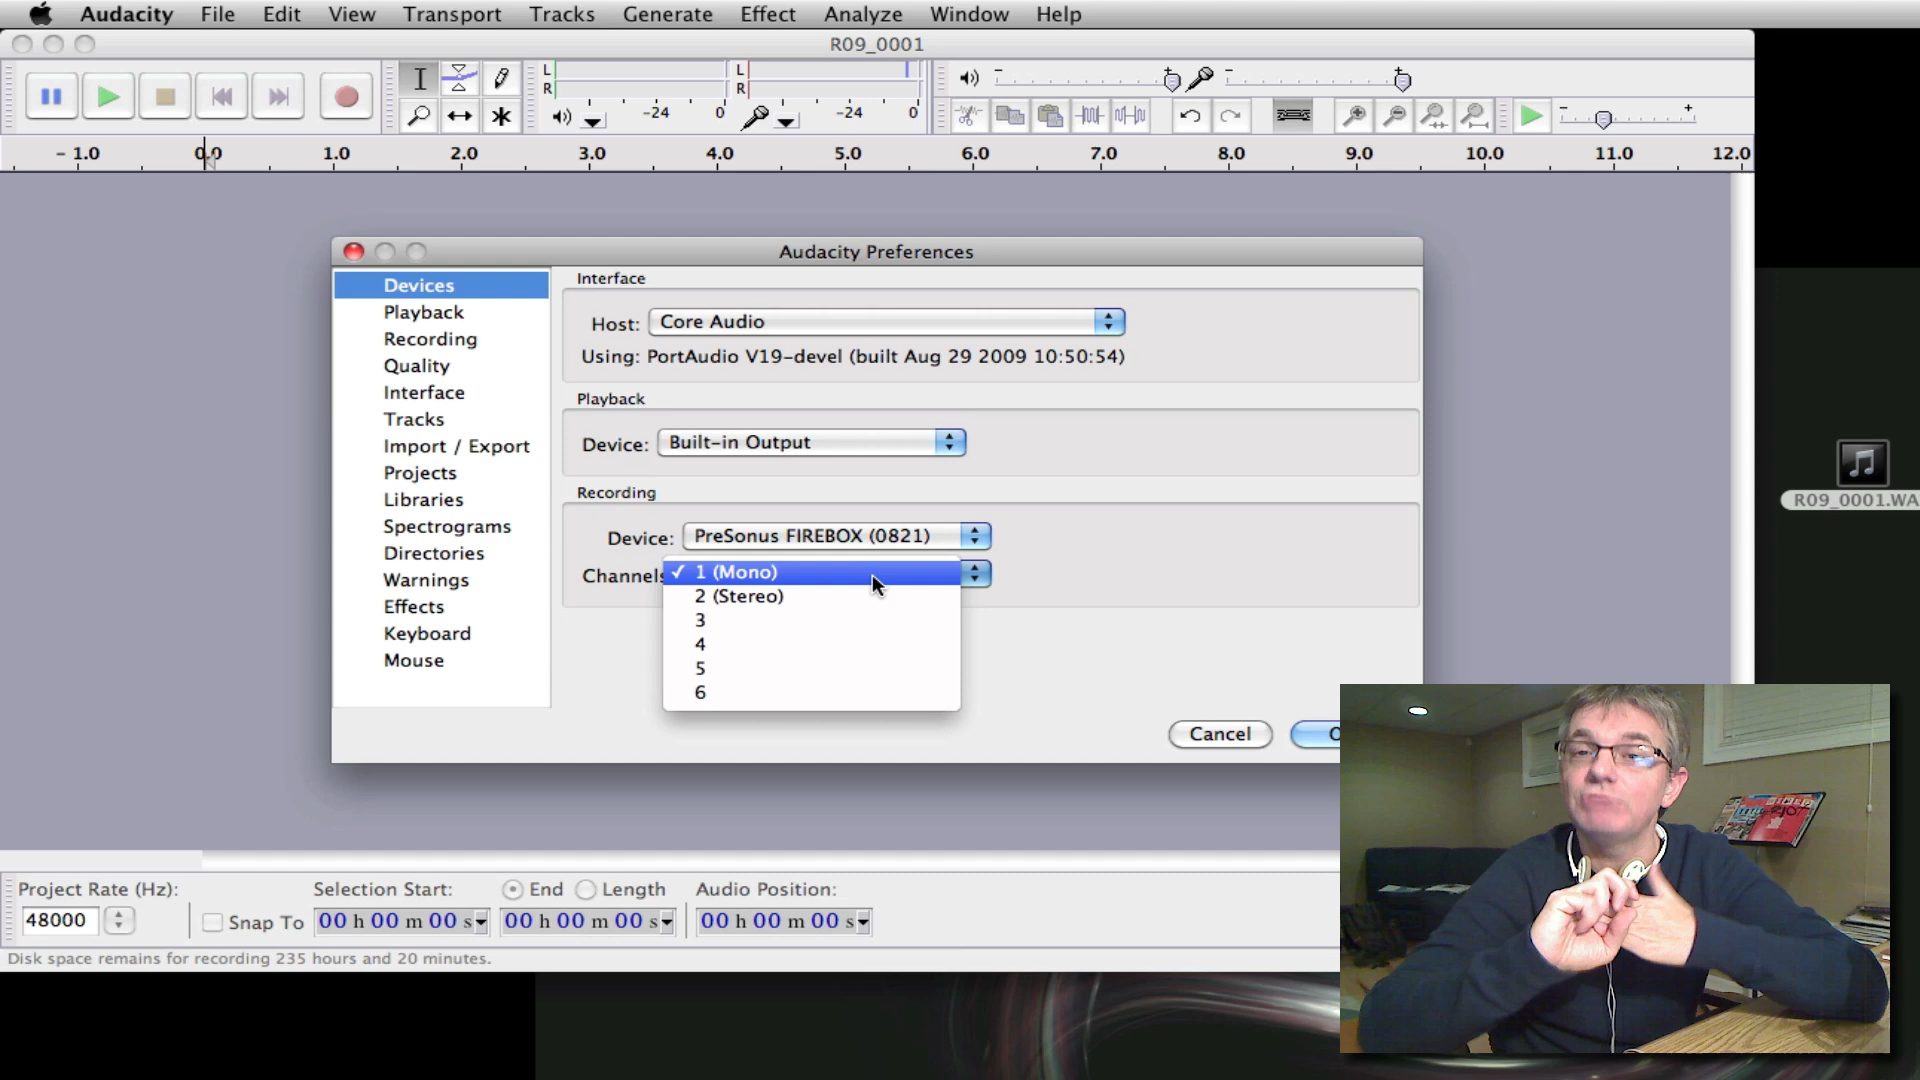 Audacity File Edit View Transport Tracks Generate Effect Analyze Window Help
R09_0001
L
R
-24 0
L
R
-24 0
- 1.0 0.0 1.0 2.0 3.0 4.0 5.0 6.0 7.0 8.0 9.0 10.0 11.0 12.0
Audacity Preferences
Devices
Playback
Recording
Quality
Interface
Tracks
Import / Export
Projects
Libraries
Spectrograms
Directories
Warnings
Effects
Keyboard
Mouse
Interface
Host: Core Audio
Using: PortAudio V19-devel (built Aug 29 2009 10:50:54)
Playback
Device: Built-in Output
Recording
Device: PreSonus FIREBOX (0821)
Channels
✓ 1 (Mono)
2 (Stereo)
3
4
5
6
Cancel
O
R09_0001.WA
Project Rate (Hz): Selection Start: End Length Audio Position:
48000 Snap To 00 h 00 m 00 s 00 h 00 m 00 s 00 h 00 m 00 s
Disk space remains for recording 235 hours and 20 minutes.